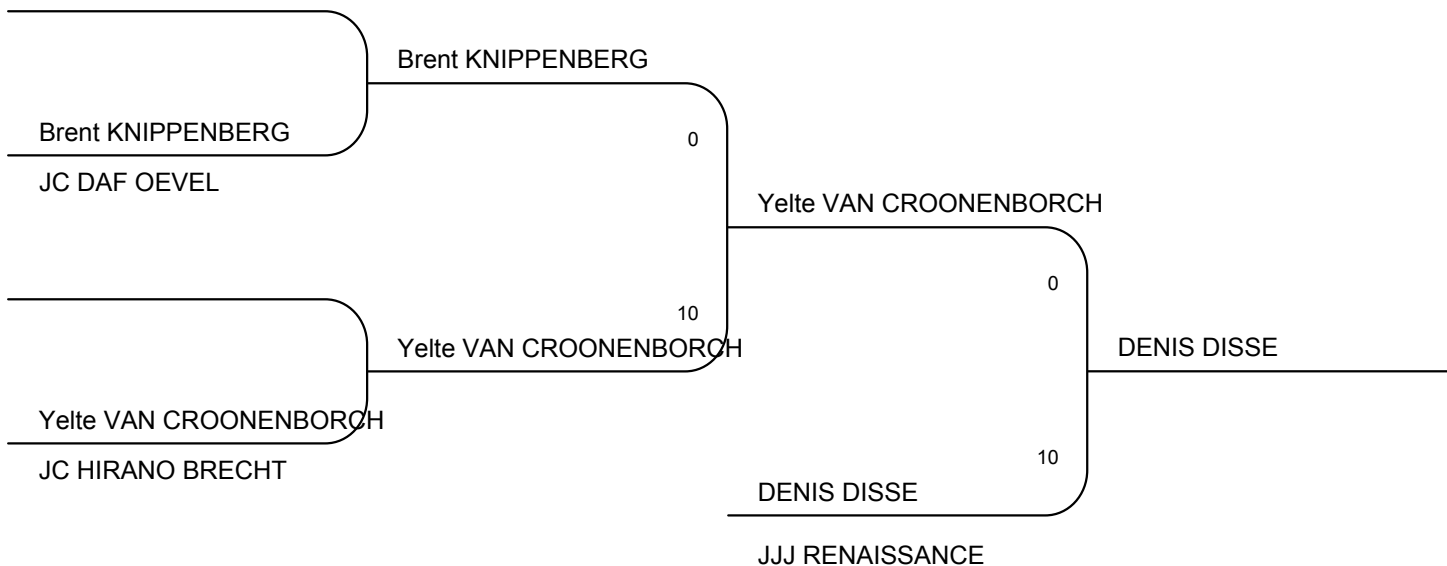 Brent KNIPPENBERG
Brent KNIPPENBERG
JC DAF OEVEL
0
Yelte VAN CROONENBORCH
0
10
Yelte VAN CROONENBORCH
DENIS DISSE
Yelte VAN CROONENBORCH
JC HIRANO BRECHT
10
DENIS DISSE
JJJ RENAISSANCE